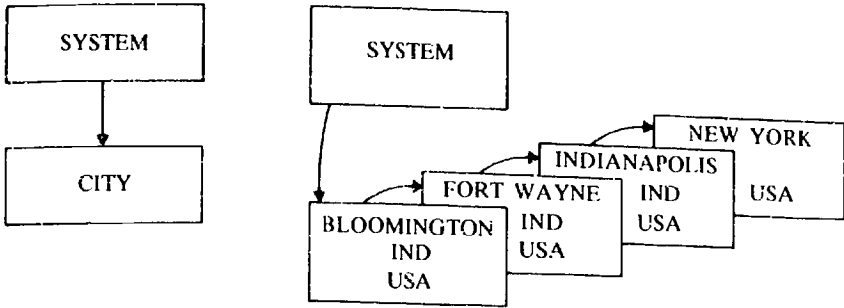 SYSTEM
CITY
SYSTEM
NEW YORK
USA
INDIANAPOLIS
IND
USA
FORT WAYNE
IND
USA
BLOOMINGTON
IND
USA